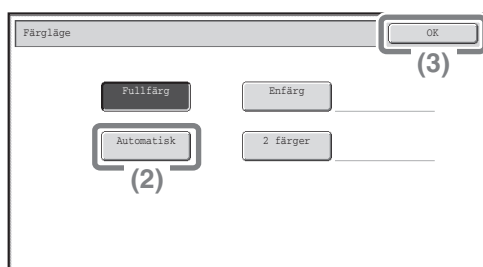 Färgläge
OK
(3)
Fullfärg
Enfärg
Automatisk
2 färger
(2)